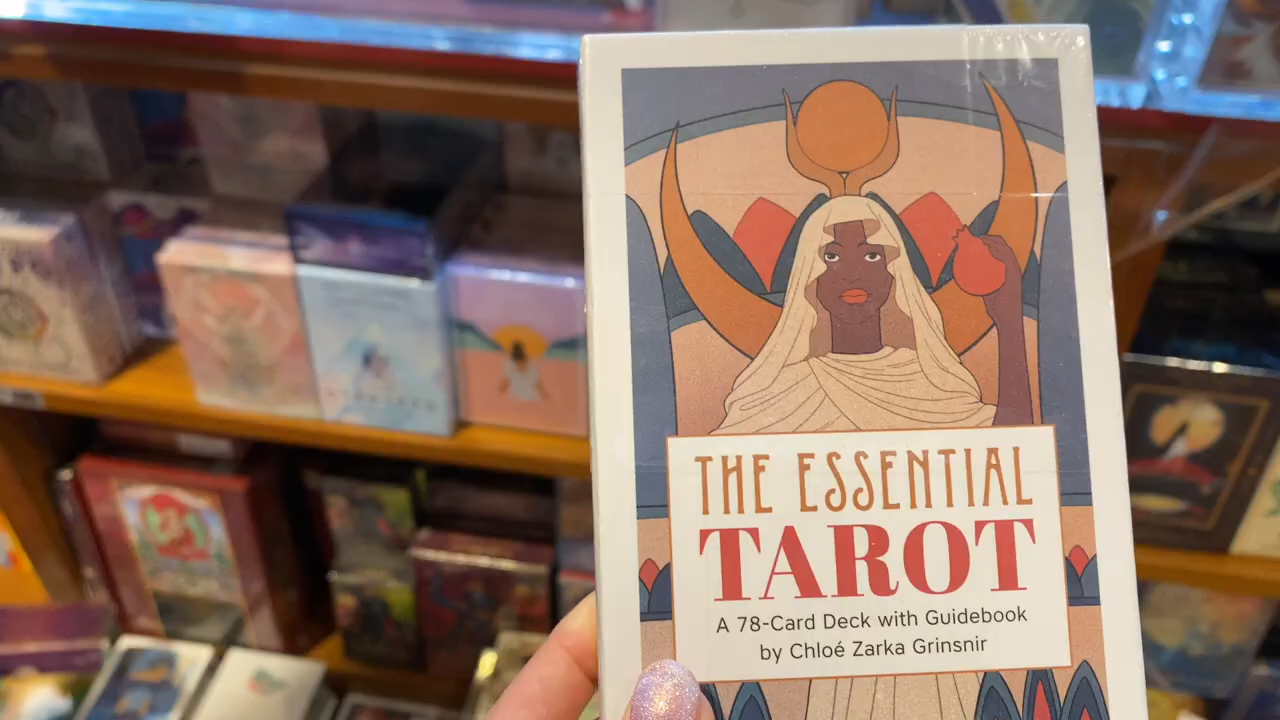 THE ESSENTIAL
TAROT
A 78-Card Deck with Guidebook
by Chloé Zarka Grinsnir